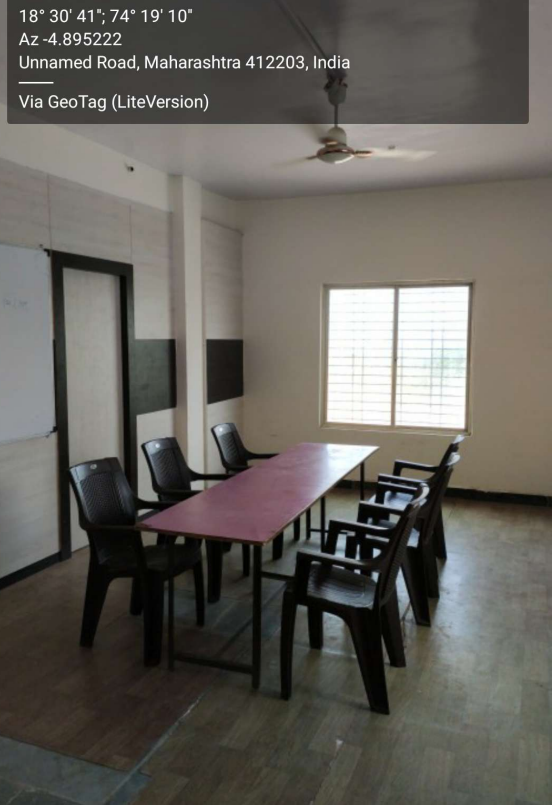 18° 30' 41"; 74° 19' 10"
Az -4.895222
Unnamed Road, Maharashtra 412203, India
Via GeoTag (LiteVersion)